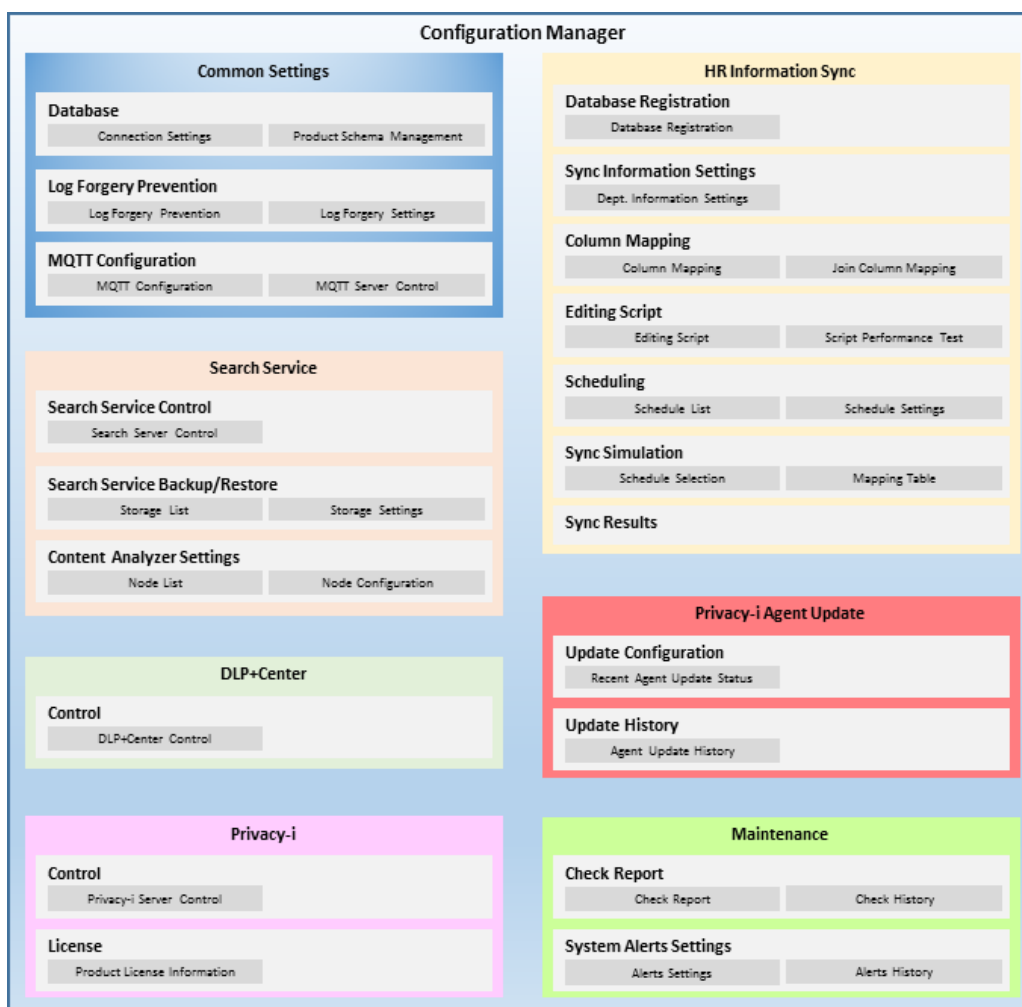 Configuration Manager
Common Settings
Database
Connection Settings
Product Schema Management
Log Forgery Prevention
Log Forgery Prevention
Log Forgery Settings
MQTT Configuration
MQTT Configuration
MQTT Server Control
Search Service
Search Service Control
Search Server Control
Search Service Backup/Restore
Storage List
Storage Settings
Content Analyzer Settings
Node List
Node Configuration
DLP+Center
Control
DLP+Center Control
Privacy-i
Control
Privacy-i Server Control
License
Product License Information
HR Information Sync
Database Registration
Database Registration
Sync Information Settings
Dept. Information Settings
Column Mapping
Column Mapping
Join Column Mapping
Editing Script
Editing Script
Script Performance Test
Scheduling
Schedule List
Schedule Settings
Sync Simulation
Schedule Selection
Mapping Table
Sync Results
Privacy-i Agent Update
Update Configuration
Recent Agent Update Status
Update History
Agent Update History
Maintenance
Check Report
Check Report
Check History
System Alerts Settings
Alerts Settings
Alerts History